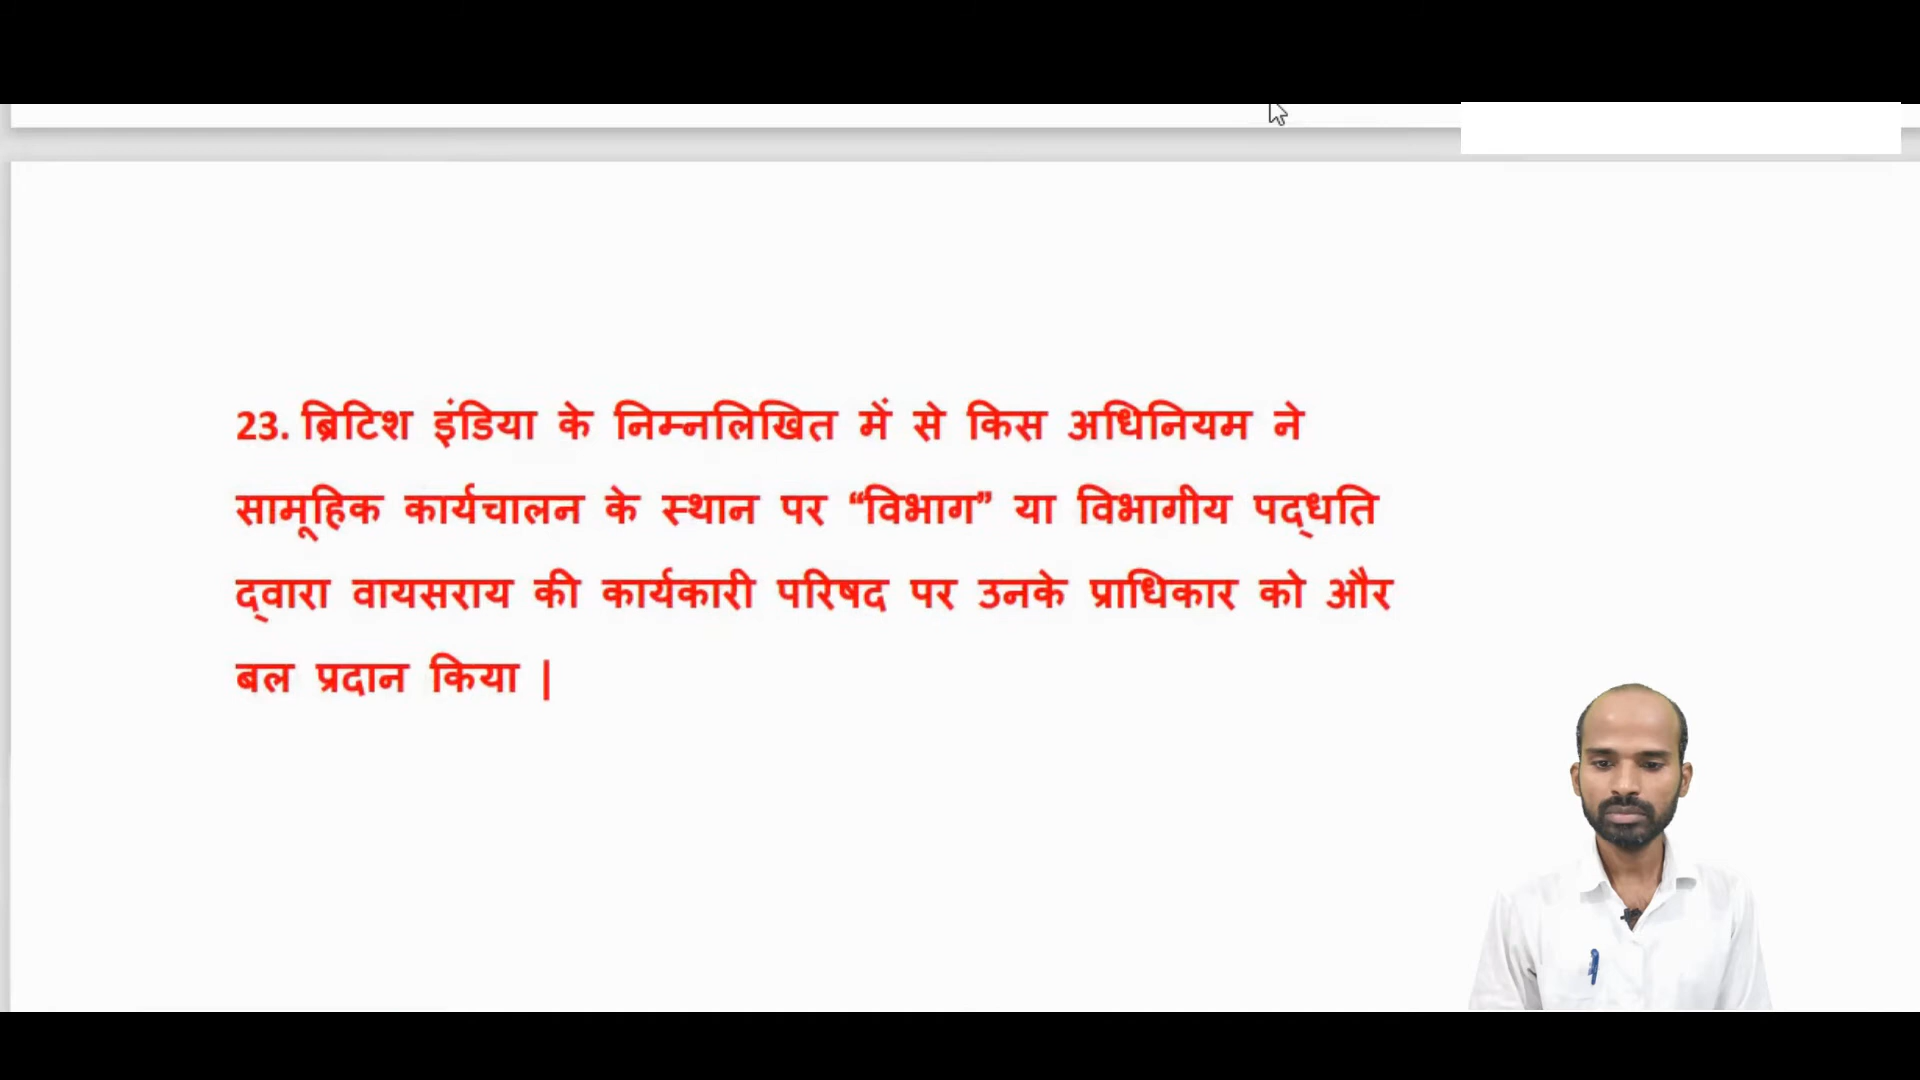 23. ब्रिटिश इंडिया के निम्नलिखित में से किस अधिनियम ने
सामूहिक कार्यचालन के स्थान पर “विभाग” या विभागीय पद्धति
द्वारा वायसराय की कार्यकारी परिषद पर उनके प्राधिकार को और
बल प्रदान किया |